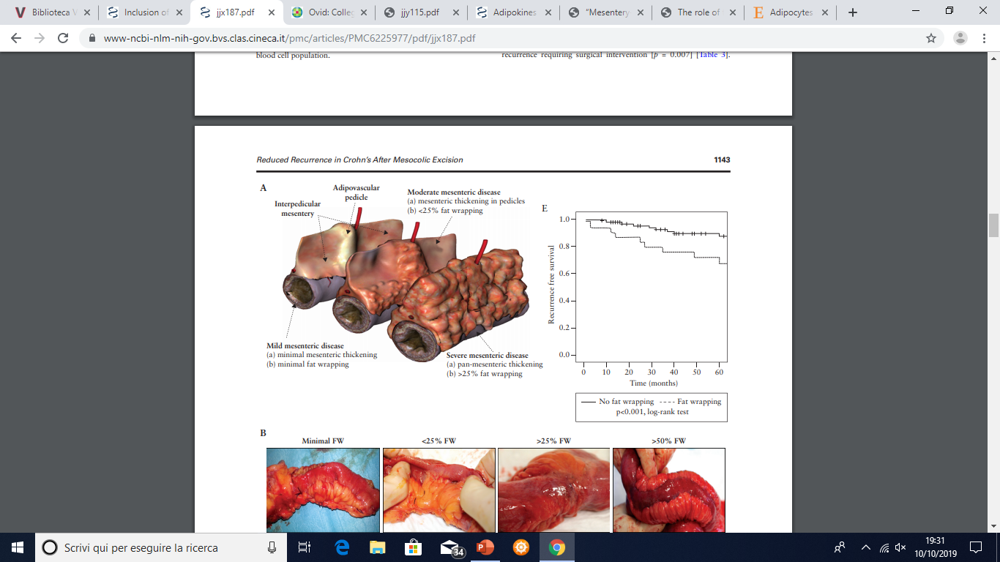 Biblioteca V
Inclusion of
jjx187.pdf
Ovid: Colle
jjy115.pdf
Adipokines
"Mesentery
The role of
Adipocytes
www-ncbi-nlm-nih-gov.bvs.clas.cineca.it/pmc/articles/PMC6225977/pdf/jjx187.pdf
blood cell population.
recurrence requiring surgical intervention [p = 0.007] [Table 3].
Reduced Recurrence in Crohn's After Mesocolic Excision
1143
A
Adipovascular
pedicle
Interpedicular
mesentery
Moderate mesenteric disease
(a) mesenteric thickening in pedicles
(b) <25% fat wrapping
Mild mesenteric disease
(a) minimal mesenteric thickening
(b) minimal fat wrapping
Severe mesenteric disease
(a) pan-mesenteric thickening
(b) >25% fat wrapping
E
Recurrence free survival
1.0
0.8
0.6
0.4
0.2
0.0
0 10 20 30 40 50 60
Time (months)
No fat wrapping Fat wrapping
p<0.001, log-rank test
B
Minimal FW
<25% FW
>25% FW
>50% FW
Scrivi qui per eseguire la ricerca
34
19:31
10/10/2019